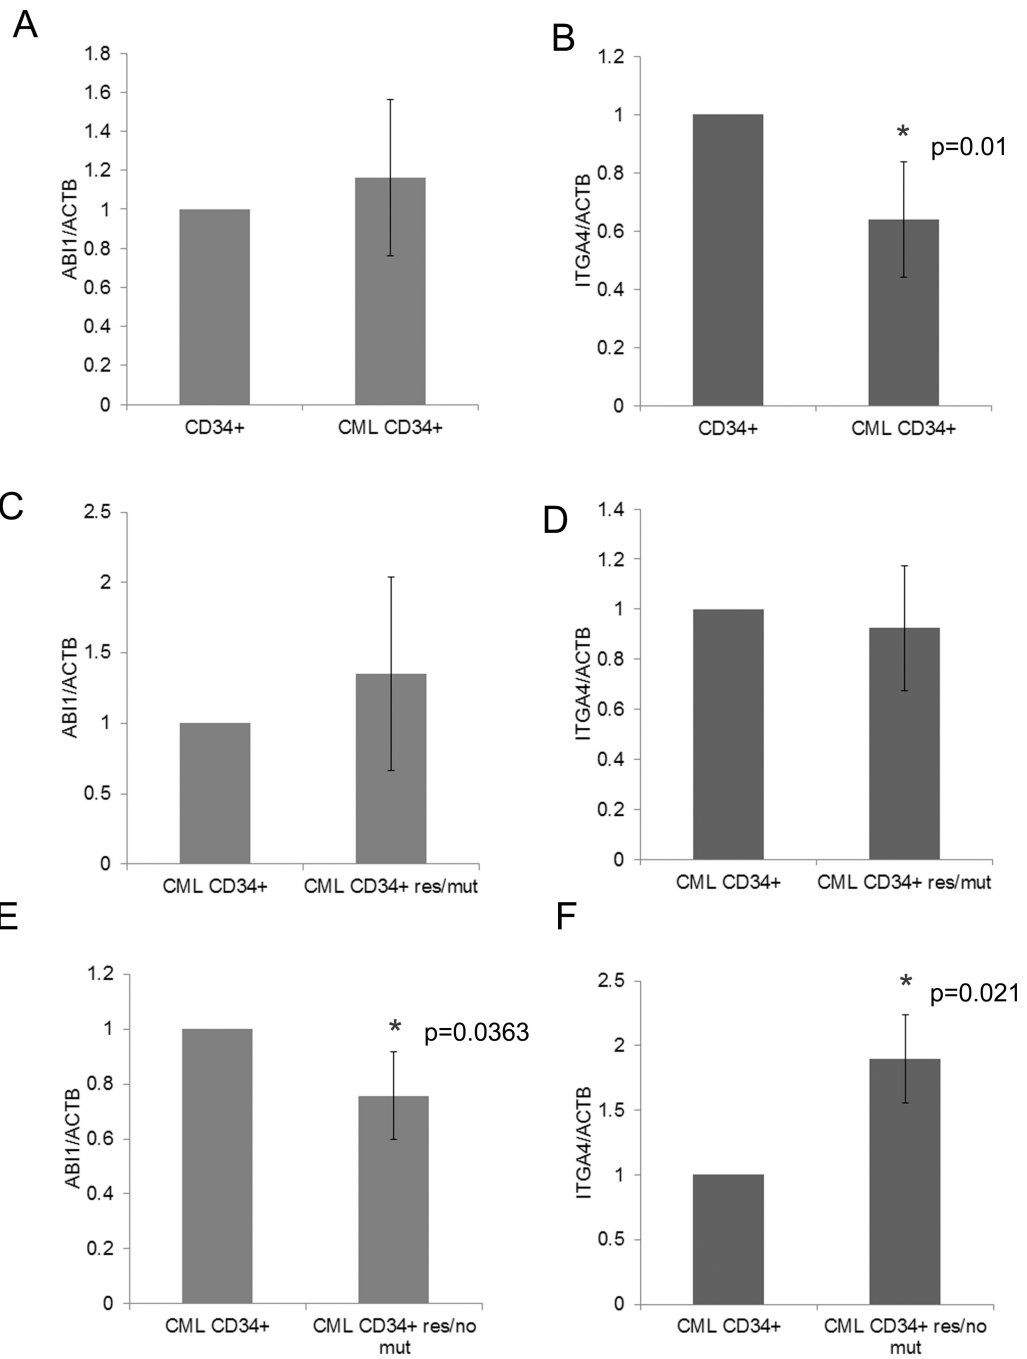 A
1.8
1.6
1.4
1.2
1
0.8
0.6
0.4
0.2
0
ABI1/ACTB
CD34+
CML CD34+
B
1.2
1
0.8
0.6
0.4
0.2
0
ITGA4/ACTB
*
p=0.01
CD34+
CML CD34+
C
2.5
2
1.5
1
0.5
0
ABI1/ACTB
CML CD34+
CML CD34+ res/mut
D
1.4
1.2
1
0.8
0.6
0.4
0.2
0
ITGA4/ACTB
CML CD34+
CML CD34+ res/mut
E
1.2
1
0.8
0.6
0.4
0.2
0
ABI1/ACTB
*
p=0.0363
CML CD34+
CML CD34+ res/no
mut
F
2.5
2
1.5
1
0.5
0
ITGA4/ACTB
*
p=0.021
CML CD34+
CML CD34+ res/no
mut